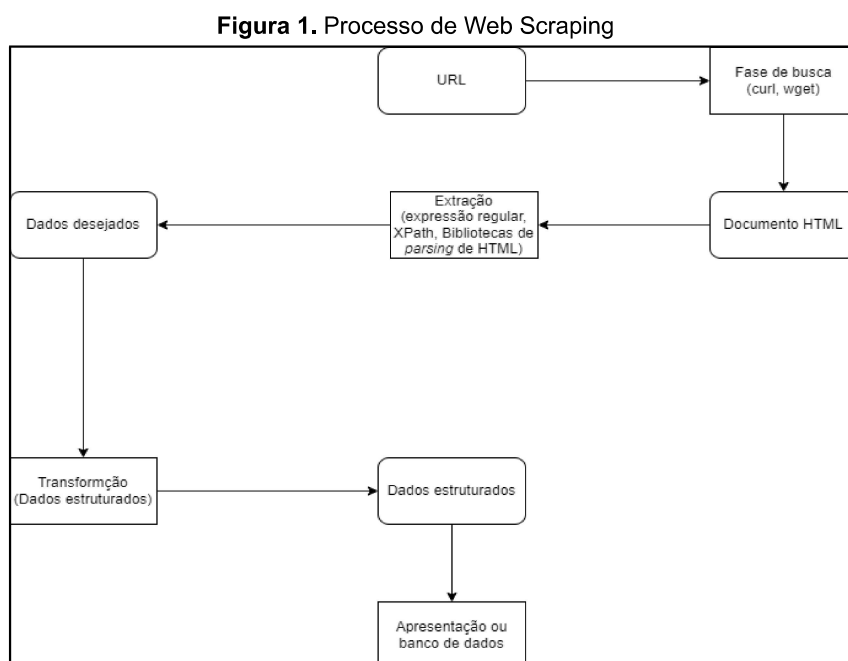 Figura 1. Processo de Web Scraping
URL
Fase de busca
(curl, wget)
Dados desejados
Extração
(expressão regular,
XPath, Bibliotecas de
parsing de HTML)
Documento HTML
Transformção
(Dados estruturados)
Dados estruturados
Apresentação ou
banco de dados